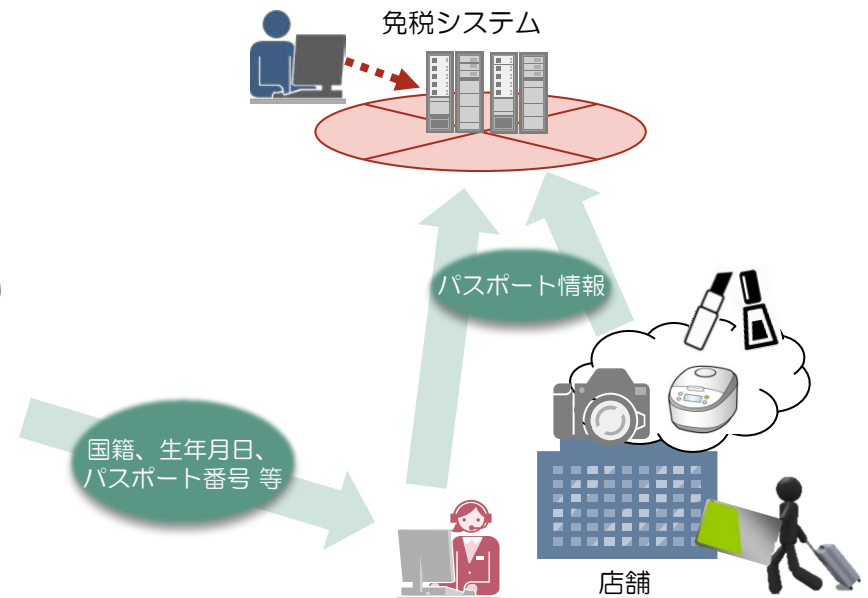 免税システム
パスポート情報
国籍、生年月日、
パスポート番号 等
店舗